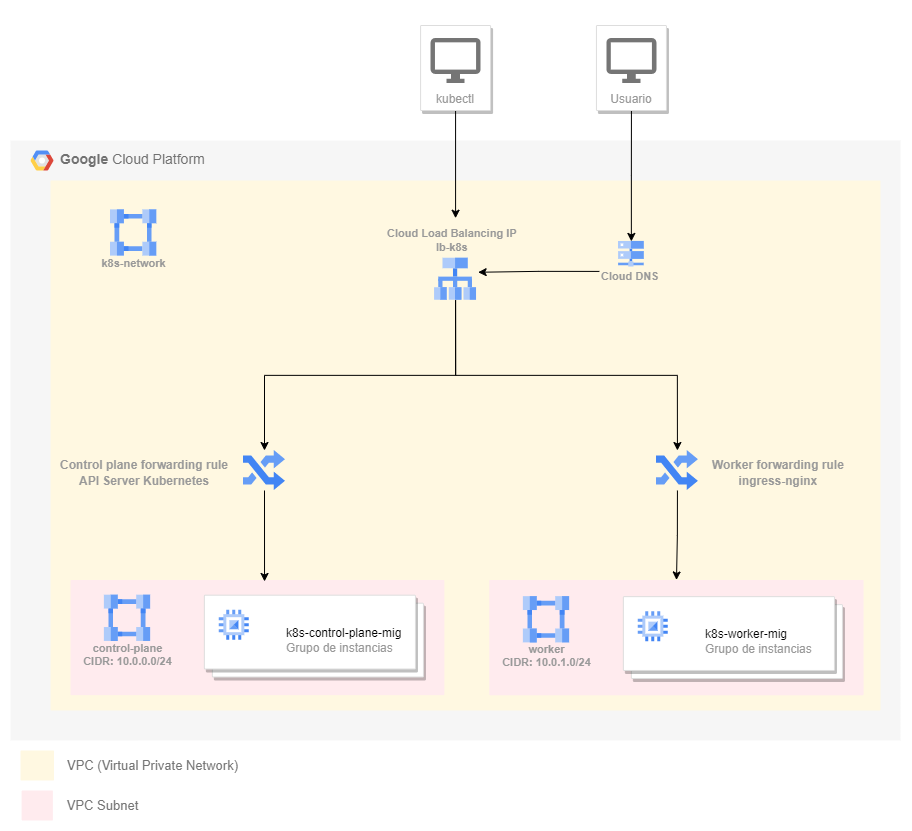 kubectl
Usuario
Google Cloud Platform
k8s-network
Cloud Load Balancing IP
lb-k8s
Cloud DNS
Control plane forwarding rule
API Server Kubernetes
Worker forwarding rule
ingress-nginx
control-plane
CIDR: 10.0.0.0/24
k8s-control-plane-mig
Grupo de instancias
worker
CIDR: 10.0.1.0/24
k8s-worker-mig
Grupo de instancias
VPC (Virtual Private Network)
VPC Subnet